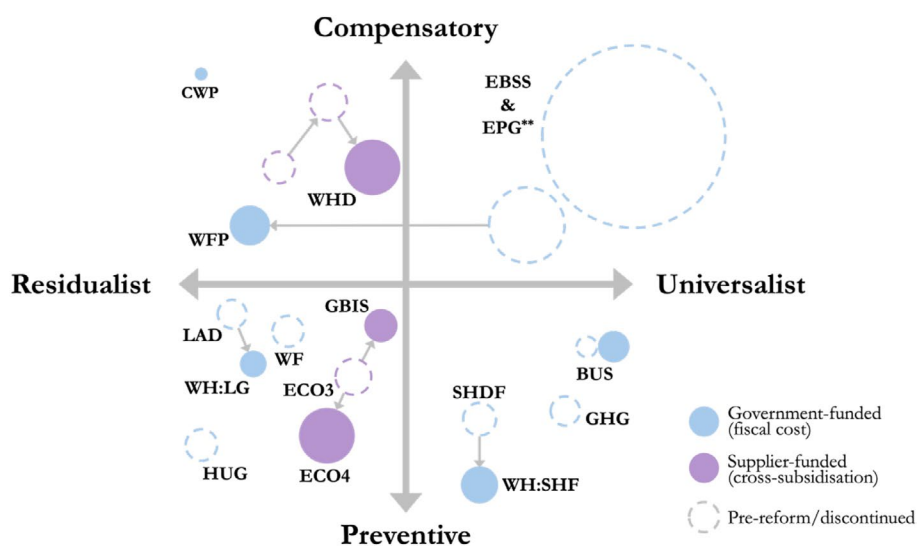 Compensatory
CWP
EBSS
&
EPG**
WHD
WFP
Residualist
Universalist
GBIS
LAD
WF
BUS
WH:LG
ECO3
SHDF
GHG
HUG
ECO4
WH:SHF
Government-funded
(fiscal cost)
Supplier-funded
(cross-subsidisation)
Pre-reform/discontinued
Preventive